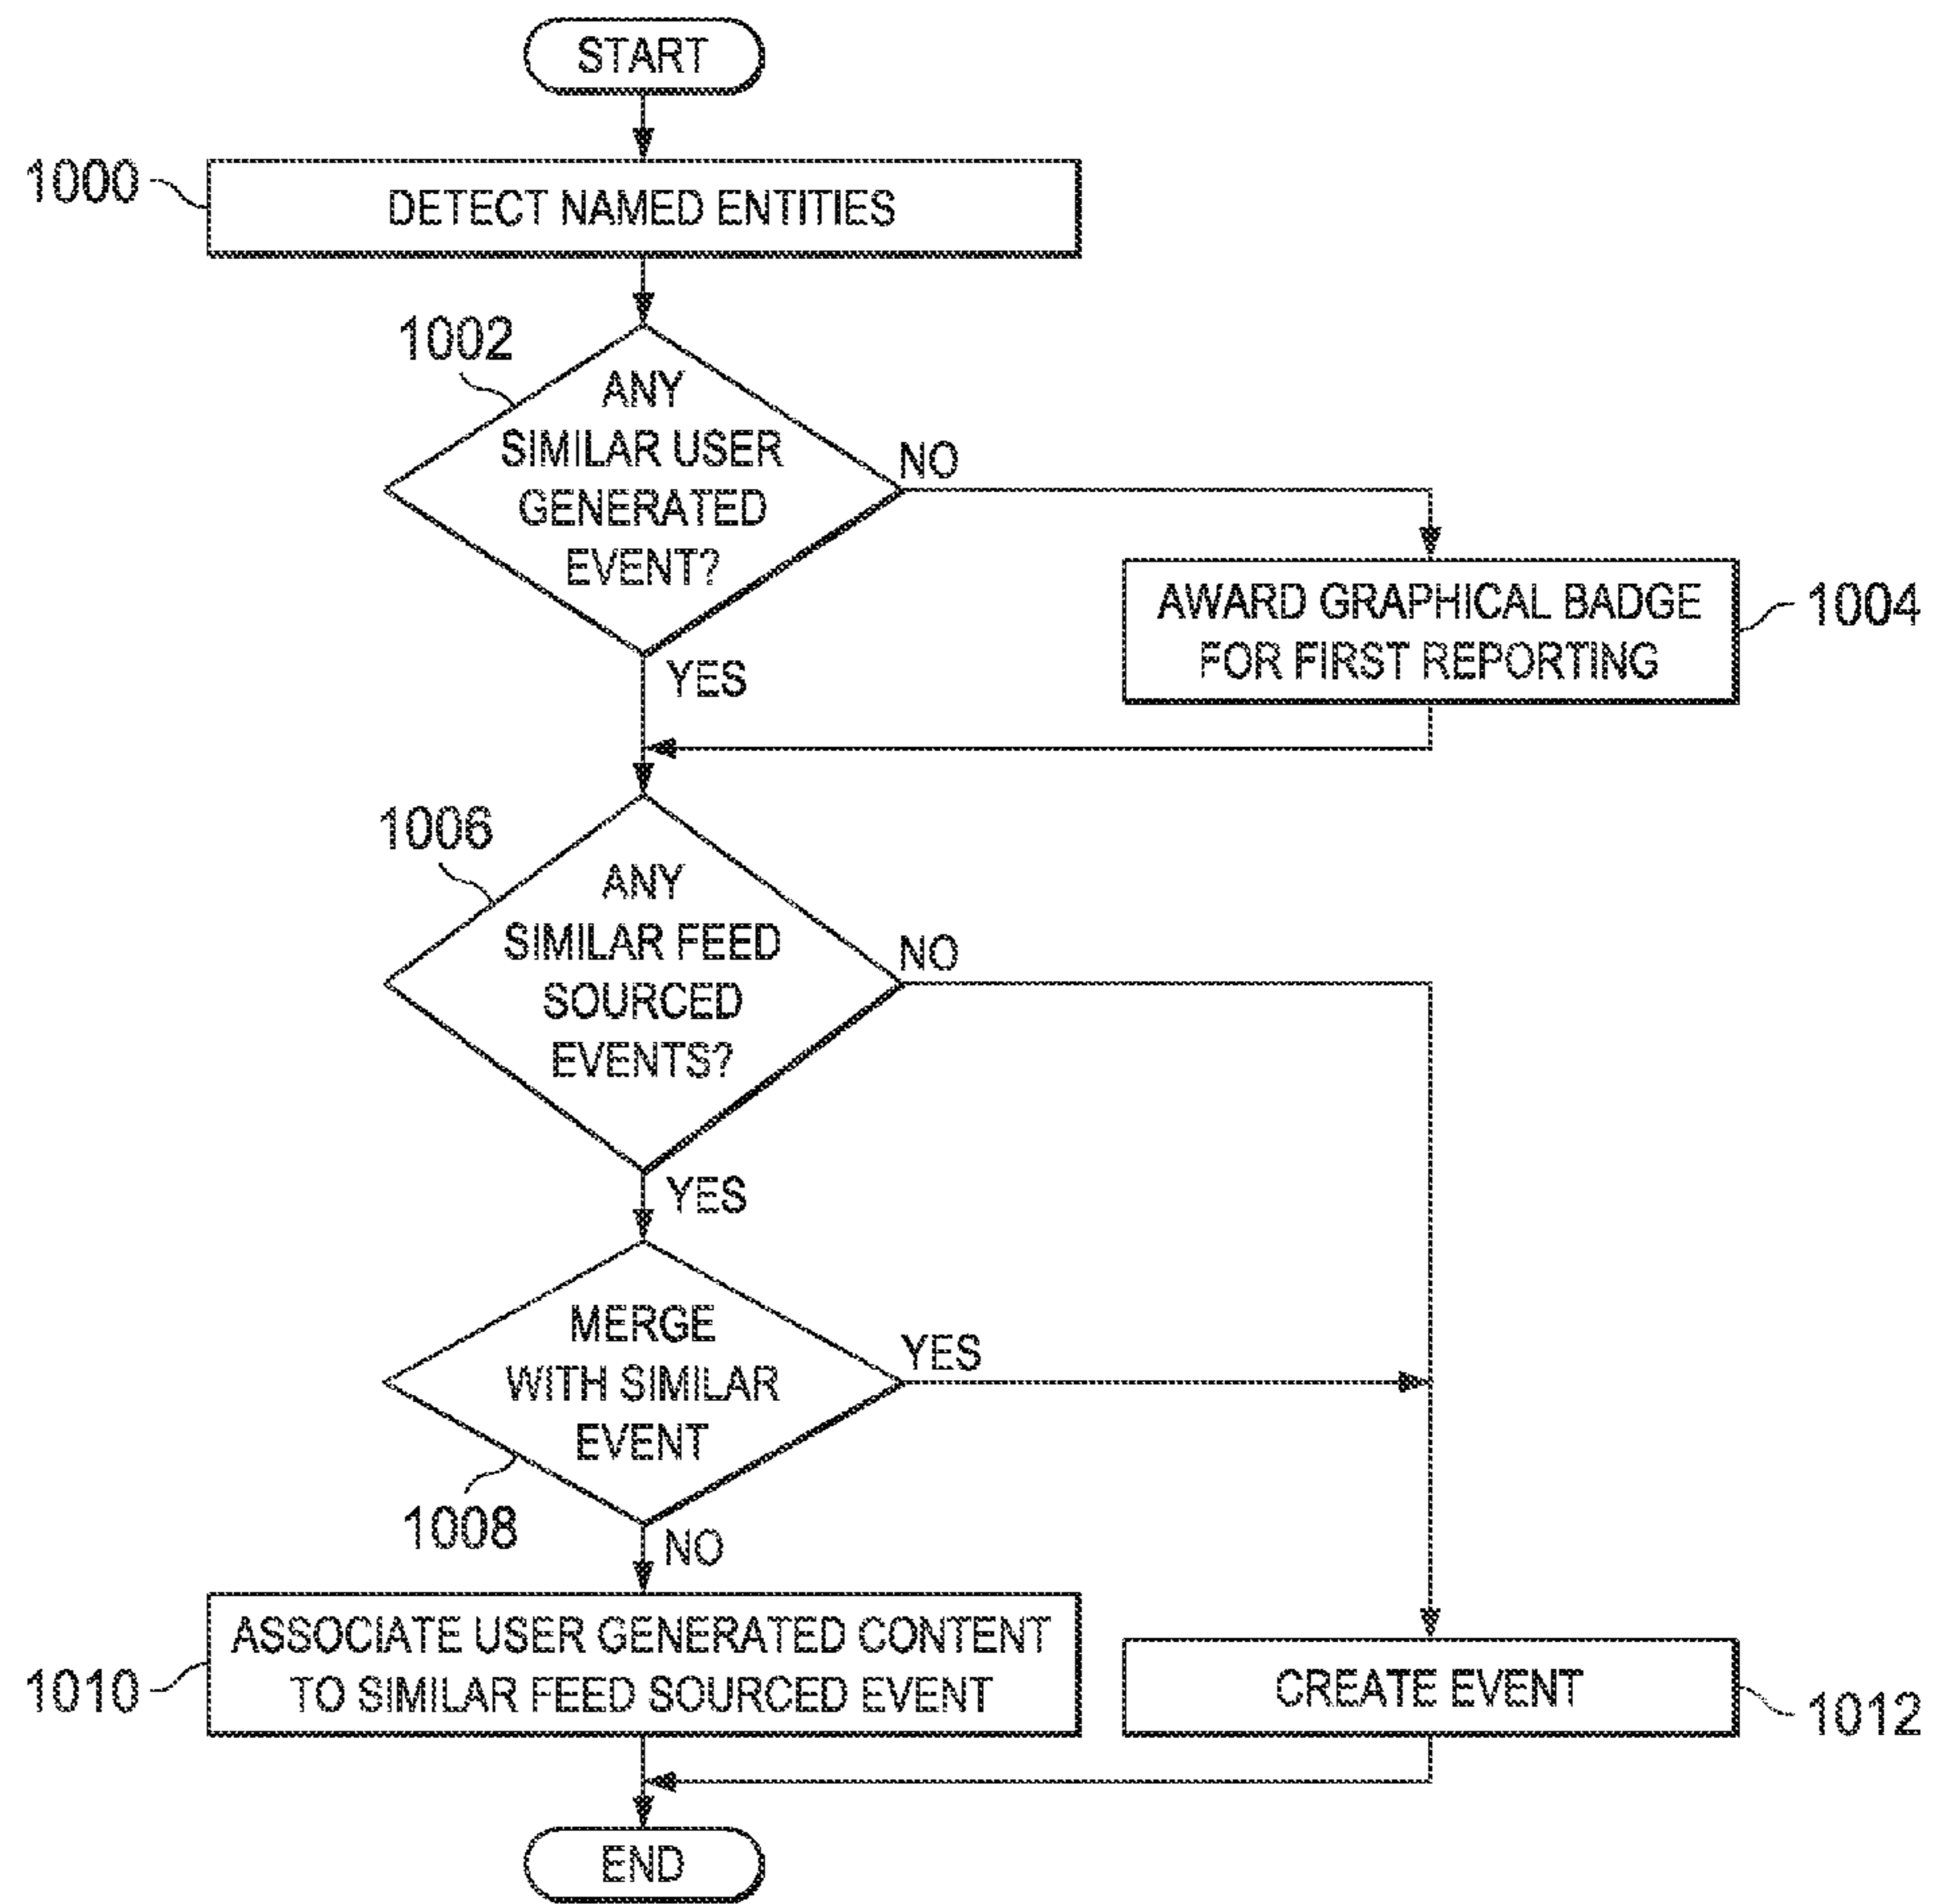 START
1000
DETECT NAMED ENTITIES
1002
ANY
SIMILAR USER
GENERATED
EVENT?
NO
YES
AWARD GRAPHICAL BADGE
FOR FIRST REPORTING
1004
1006
ANY
SIMILAR FEED
SOURCED
EVENTS?
NO
YES
MERGE
WITH SIMILAR
EVENT
YES
1008
NO
ASSOCIATE USER GENERATED CONTENT
TO SIMILAR FEED SOURCED EVENT
1010
CREATE EVENT
1012
END